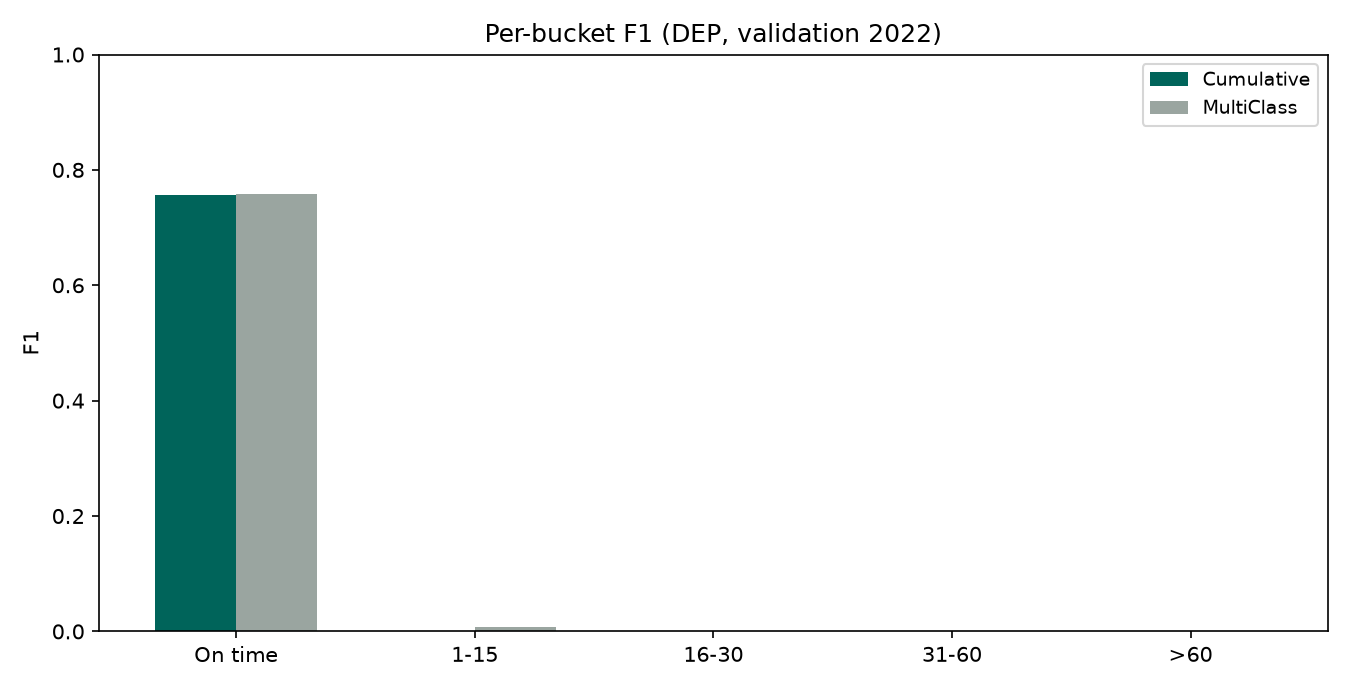 Per-bucket F1 (DEP, validation 2022)
Cumulative
MultiClass
F1
1.0
0.8
0.6
0.4
0.2
0.0
On time 1-15 16-30 31-60 >60